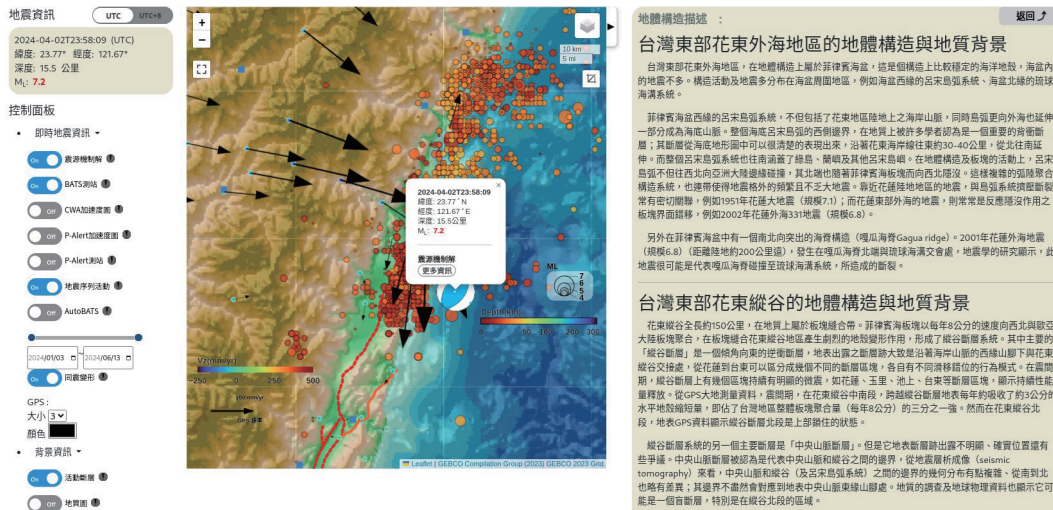 地震資訊
UTC UTC+8
2024-04-02T23:58:09 (UTC)
緯度: 23.77° 經度: 121.67°
深度: 15.5 公里
ML: 7.2
控制面板
即時地震資訊
On 震源機制解
On BATS測站
Off CWA加速度圖
Off P-Alert加速度圖
Off P-Alert測站
On 地震序列活動
Off AutoBATS
2024/01/03 ~ 2024/06/13
On 同震變形
GPS :
大小 3
顏色
背景資訊
On 活動斷層
Off 地質圖
+
−
10 km
5 mi
2024-04-02T23:58:09
緯度: 23.77°N
經度: 121.67°E
深度: 15.5公里
ML: 7.2
震源機制解
更多資訊
ML
7
6
5
4
Depth(km)
0 50 100 200 300
Vz(mm/yr)
-250 0 250 500
Leaflet | GEBCO Compilation Group (2023) GEBCO 2023 Grid
返回
地體構造描述 :
台灣東部花東外海地區的地體構造與地質背景
台灣東部花東外海地區，在地體構造上屬於菲律賓海盆，這是個構造上比較穩定的海洋地殼，海盆內
的地震不多。構造活動及地震多分布在海盆周圍地區，例如海盆西緣的呂宋島弧系統、海盆北緣的琉球
海溝系統。
菲律賓海盆西緣的呂宋島弧系統，不但包括了花東地區陸地上之海岸山脈，同時島弧更向外海也延伸
一部分成為海底山脈。整個海底呂宋島弧的西側邊界，在地質上被許多學者認為是一個重要的背衝斷
層；其斷層從海底地形圖中可以很清楚的表現出來，沿著花東海岸線往東約30-40公里，從北往南延
伸。而整個呂宋島弧系統也往南涵蓋了綠島、蘭嶼及其他呂宋島嶼。在地體構造及板塊的活動上，呂宋
島弧不但往西北向亞洲大陸邊緣碰撞，其北端也隨著菲律賓海板塊而向西北隱沒。這樣複雜的弧陸聚合
構造系統，也連帶使得地震格外的頻繁且不乏大地震。靠近花蓮陸地地區的地震，與島弧系統擠壓斷裂
常有密切關聯，例如1951年花蓮大地震（規模7.1）；而花蓮東部外海的地震，則常常是反應隱沒作用之
板塊界面錯移，例如2002年花蓮外海331地震（規模6.8）。
另外在菲律賓海盆中有一個南北向突出的海脊構造（嘎瓜海脊Gagua ridge）。2001年花蓮外海地震
（規模6.8）（距離陸地約200公里遠），發生在嘎瓜海脊北端與琉球海溝交會處，地震學的研究顯示，此
地震很可能是代表嘎瓜海脊碰撞至琉球海溝系統，所造成的斷裂。
台灣東部花東縱谷的地體構造與地質背景
花東縱谷全長約150公里，在地質上屬於板塊縫合帶。菲律賓海板塊以每年8公分的速度向西北與歐亞
大陸板塊聚合，在板塊縫合花東縱谷地區產生劇烈的地殼變形作用，形成了縱谷斷層系統。其中主要的
「縱谷斷層」是一個傾角向東的逆衝斷層，地表出露之斷層跡大致是沿著海岸山脈的西緣山腳下與花東
縱谷交接處，從花蓮到台東可以區分成幾個不同的斷層區塊，各自有不同滑移錯位的行為模式。在震間
期，縱谷斷層上有幾個區塊持續有明顯的微震，如花蓮、玉里、池上、台東等斷層區塊，顯示持續性能
量釋放。從GPS大地測量資料，震間期，在花東縱谷中南段，跨越縱谷斷層地表每年約吸收了約3公分的
水平地殼縮短量，即佔了台灣地區整體板塊聚合量（每年8公分）的三分之一強。然而在花東縱谷北
段，地表GPS資料顯示縱谷斷層北段是上部鎖住的狀態。
縱谷斷層系統的另一個主要斷層是「中央山脈斷層」。但是它地表斷層跡出露不明顯、確實位置還有
些爭議。中央山脈斷層被認為是代表中央山脈和縱谷之間的邊界，從地震層析成像（seismic
tomography）來看，中央山脈和縱谷（及呂宋島弧系統）之間的邊界的幾何分布有點複雜、從南到北
也略有差異；其邊界不盡然會對應到地表中央山脈東緣山腳處。地質的調查及地球物理資料也顯示它可
能是一個盲斷層，特別是在縱谷北段的區域。